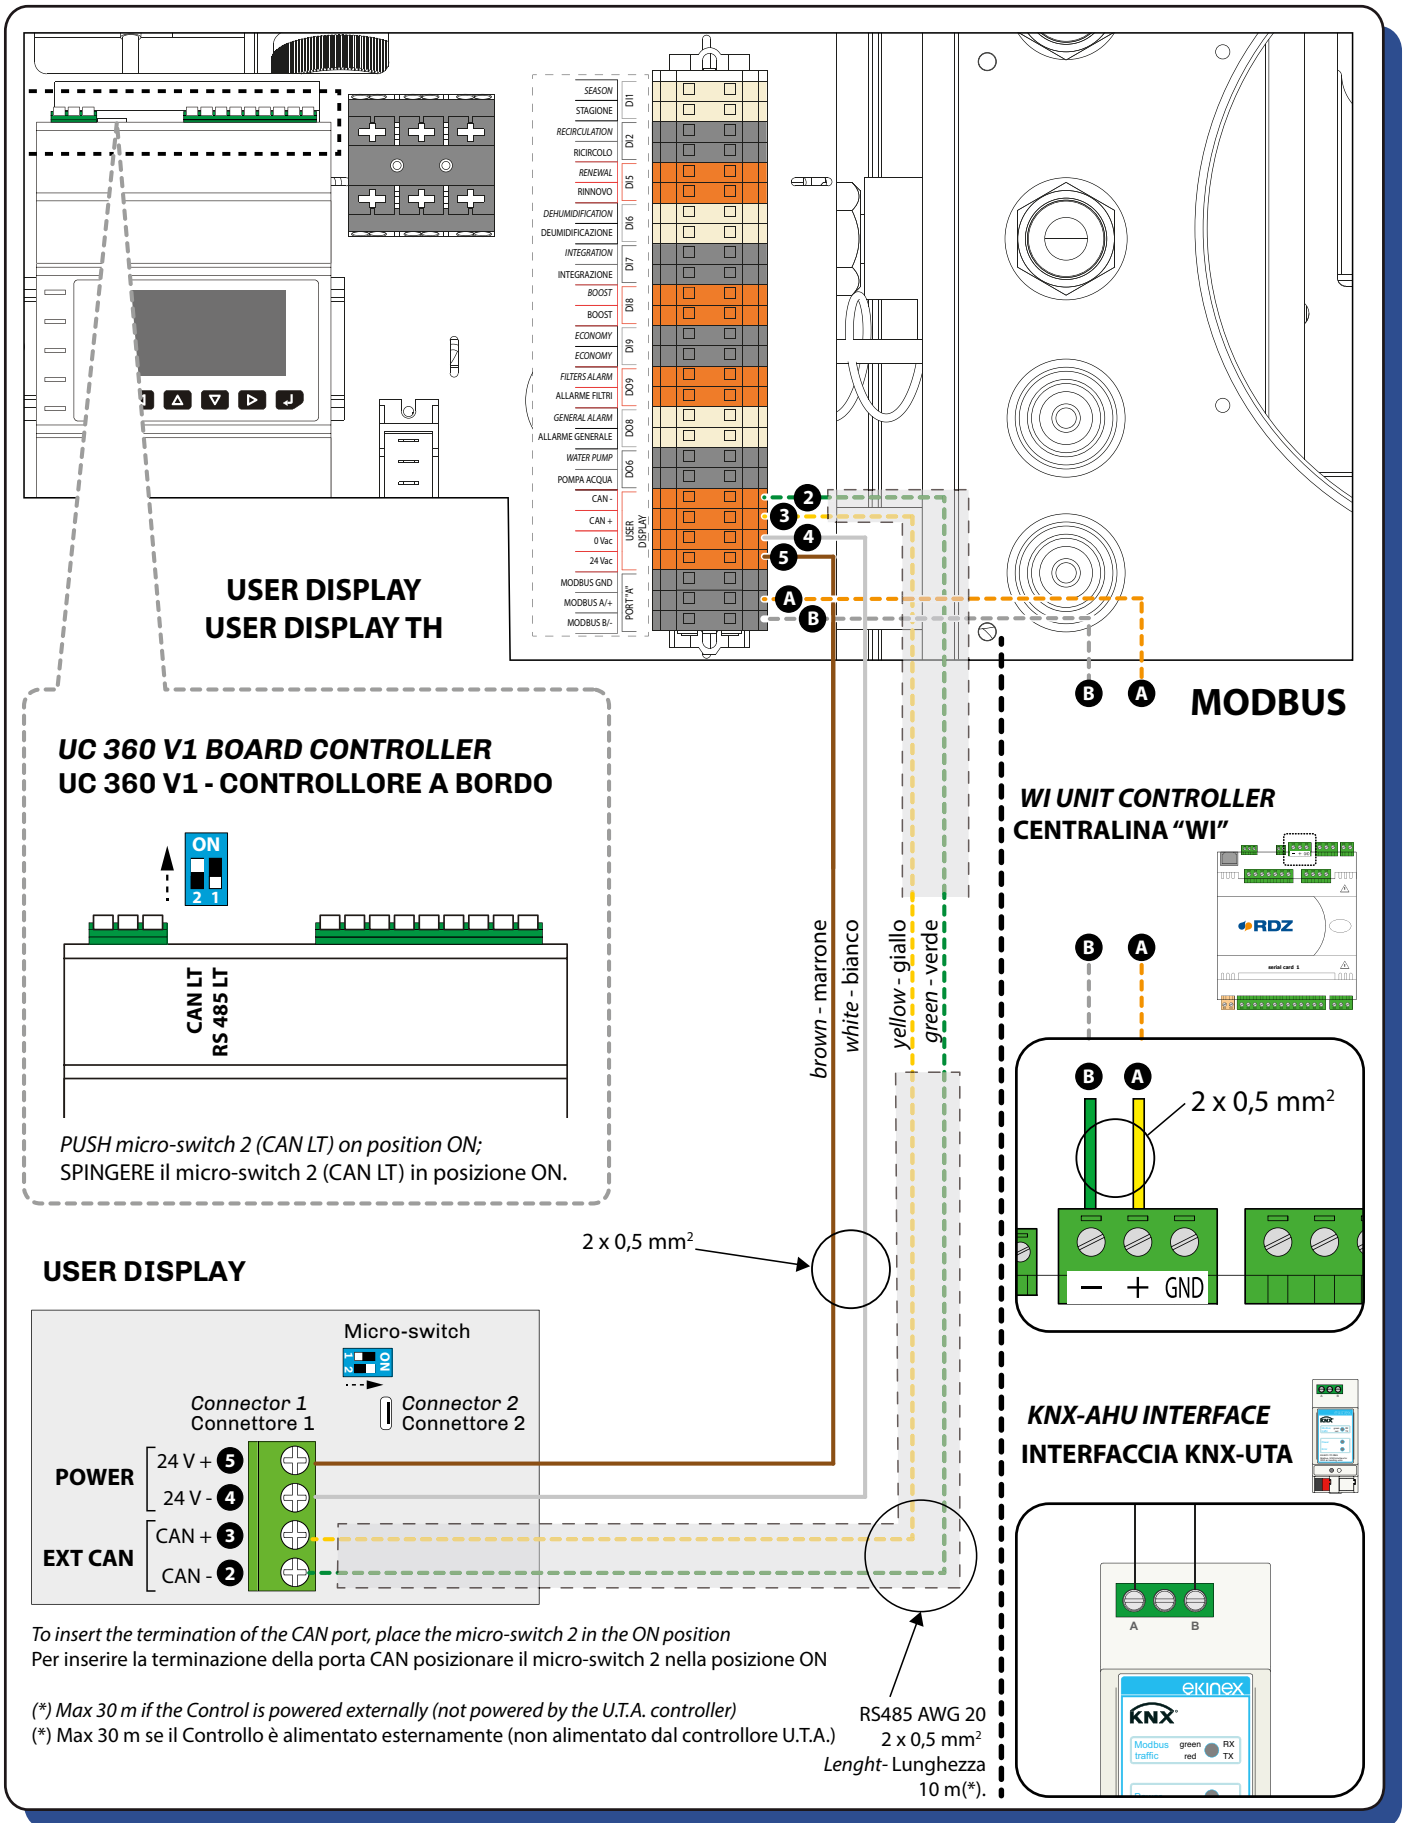 SEASON
STAGIONE
DI1
RECIRCULATION
RICIRCOLO
DI2
RENEWAL
RINNOVO
DI5
DEHUMIDIFICATION
DEUMIDIFICAZIONE
DI6
INTEGRATION
INTEGRAZIONE
DI7
BOOST
BOOST
DI8
ECONOMY
ECONOMY
DI9
FILTERS ALARM
ALLARME FILTRI
DO9
GENERAL ALARM
ALLARME GENERALE
DO8
WATER PUMP
POMPA ACQUA
DO6
CAN -
CAN +
0 Vac
24 Vac
USER
DISPLAY
MODBUS GND
MODBUS A/+
MODBUS B/-
PORT "A"
2
3
4
5
A
B
USER DISPLAY
USER DISPLAY TH
B A
MODBUS
UC 360 V1 BOARD CONTROLLER
UC 360 V1 - CONTROLLORE A BORDO
ON
2 1
CAN LT
RS 485 LT
PUSH micro-switch 2 (CAN LT) on position ON;
SPINGERE il micro-switch 2 (CAN LT) in posizione ON.
WI UNIT CONTROLLER
CENTRALINA “WI”
RDZ
serial card 1
B A
B A
2 x 0,5 mm²
− + GND
brown - marrone
white - bianco
yellow - giallo
green - verde
2 x 0,5 mm²
USER DISPLAY
Micro-switch
1 2 ON
Connector 1
Connettore 1
Connector 2
Connettore 2
POWER
24 V + 5
24 V - 4
EXT CAN
CAN + 3
CAN - 2
KNX-AHU INTERFACE
INTERFACCIA KNX-UTA
KNX
A B
ekinex
KNX
Modbus
traffic
green RX
red TX
To insert the termination of the CAN port, place the micro-switch 2 in the ON position
Per inserire la terminazione della porta CAN posizionare il micro-switch 2 nella posizione ON
(*) Max 30 m if the Control is powered externally (not powered by the U.T.A. controller)
(*) Max 30 m se il Controllo è alimentato esternamente (non alimentato dal controllore U.T.A.)
RS485 AWG 20
2 x 0,5 mm²
Lenght- Lunghezza
10 m(*).